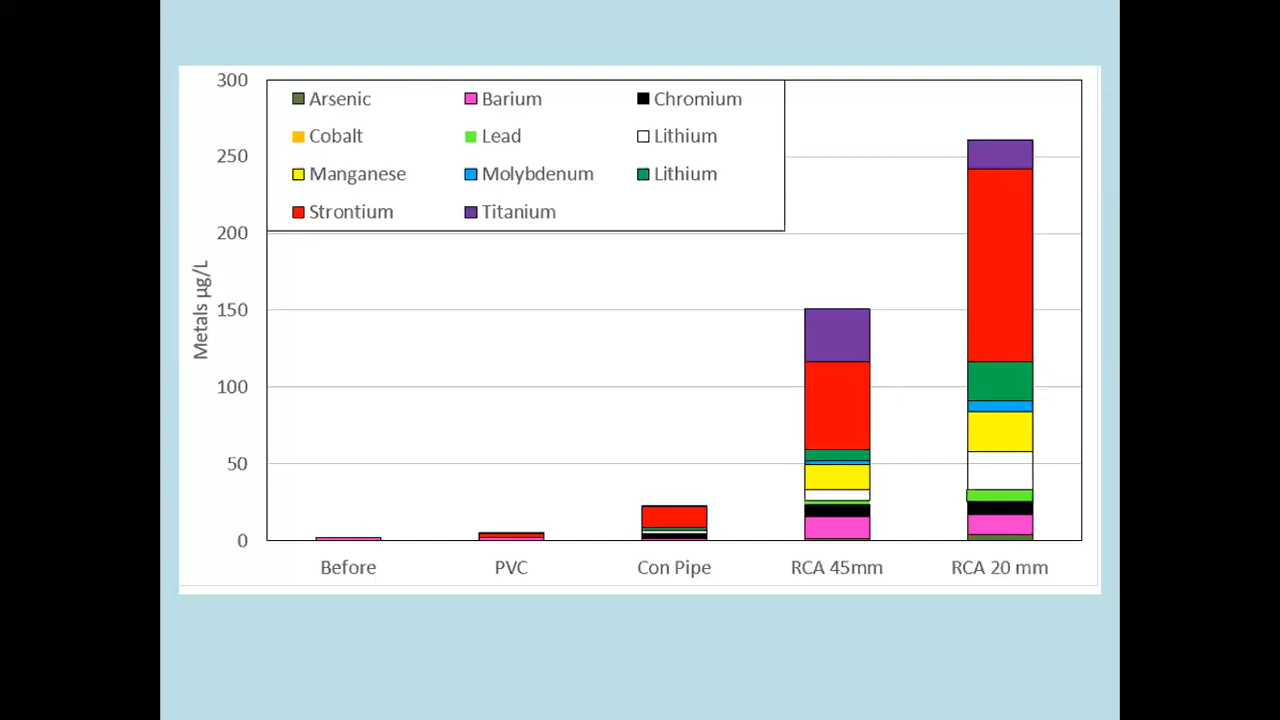 300
Arsenic Barium Chromium
Cobalt Lead Lithium
250
Manganese Molybdenum Lithium
Strontium Titanium
200
Metals µg/L
150
100
50
0
Before PVC Con Pipe RCA 45mm RCA 20 mm